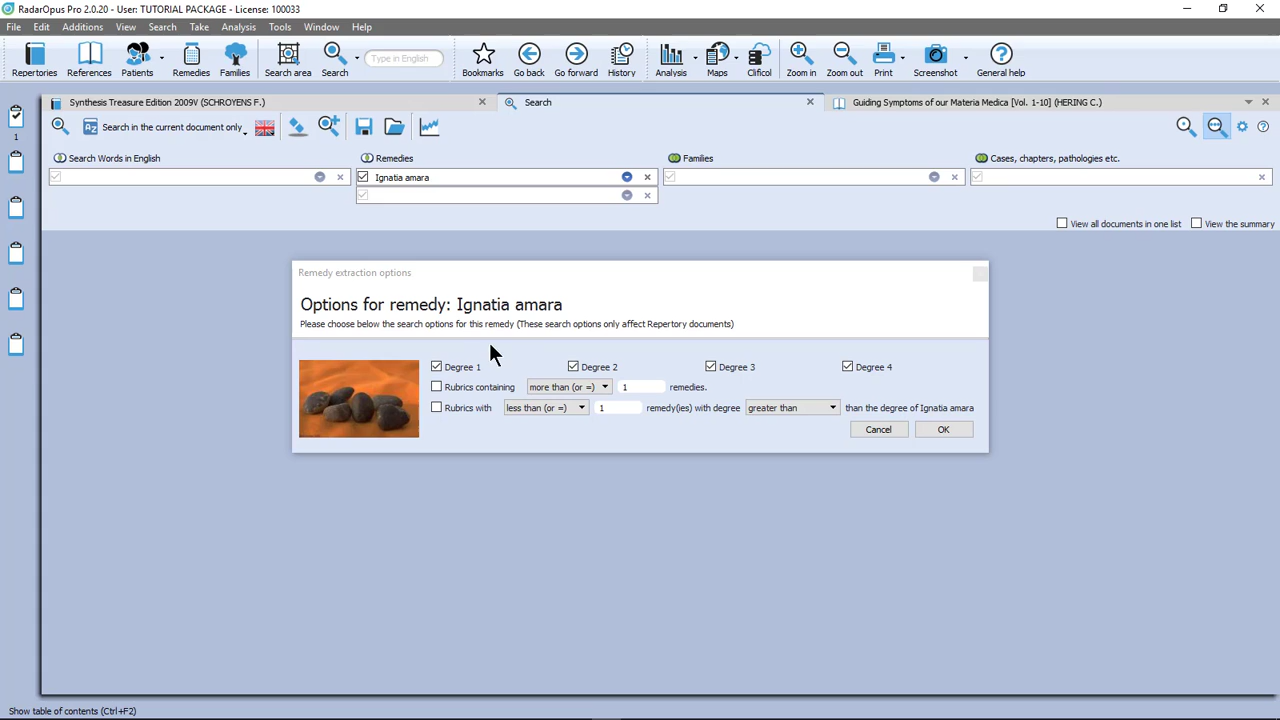 RadarOpus Pro 2.0.20 - User: TUTORIAL PACKAGE - License: 100033
File Edit Additions View Search Take Analysis Tools Window Help
Repertories References Patients Remedies Families Search area Search Type in English Bookmarks Go back Go forward History Analysis Maps Clificol Zoom in Zoom out Print Screenshot General help
Synthesis Treasure Edition 2009V (SCHROYENS F.) Search Guiding Symptoms of our Materia Medica [Vol. 1-10] (HERING C.)
1
Search in the current document only
Search Words in English Remedies Families Cases, chapters, pathologies etc.
Ignatia amara
View all documents in one list View the summary
Remedy extraction options
Options for remedy: Ignatia amara
Please choose below the search options for this remedy (These search options only affect Repertory documents)
Degree 1 Degree 2 Degree 3 Degree 4
Rubrics containing more than (or =) 1 remedies.
Rubrics with less than (or =) 1 remedy(ies) with degree greater than than the degree of Ignatia amara
Cancel OK
Show table of contents (Ctrl+F2)